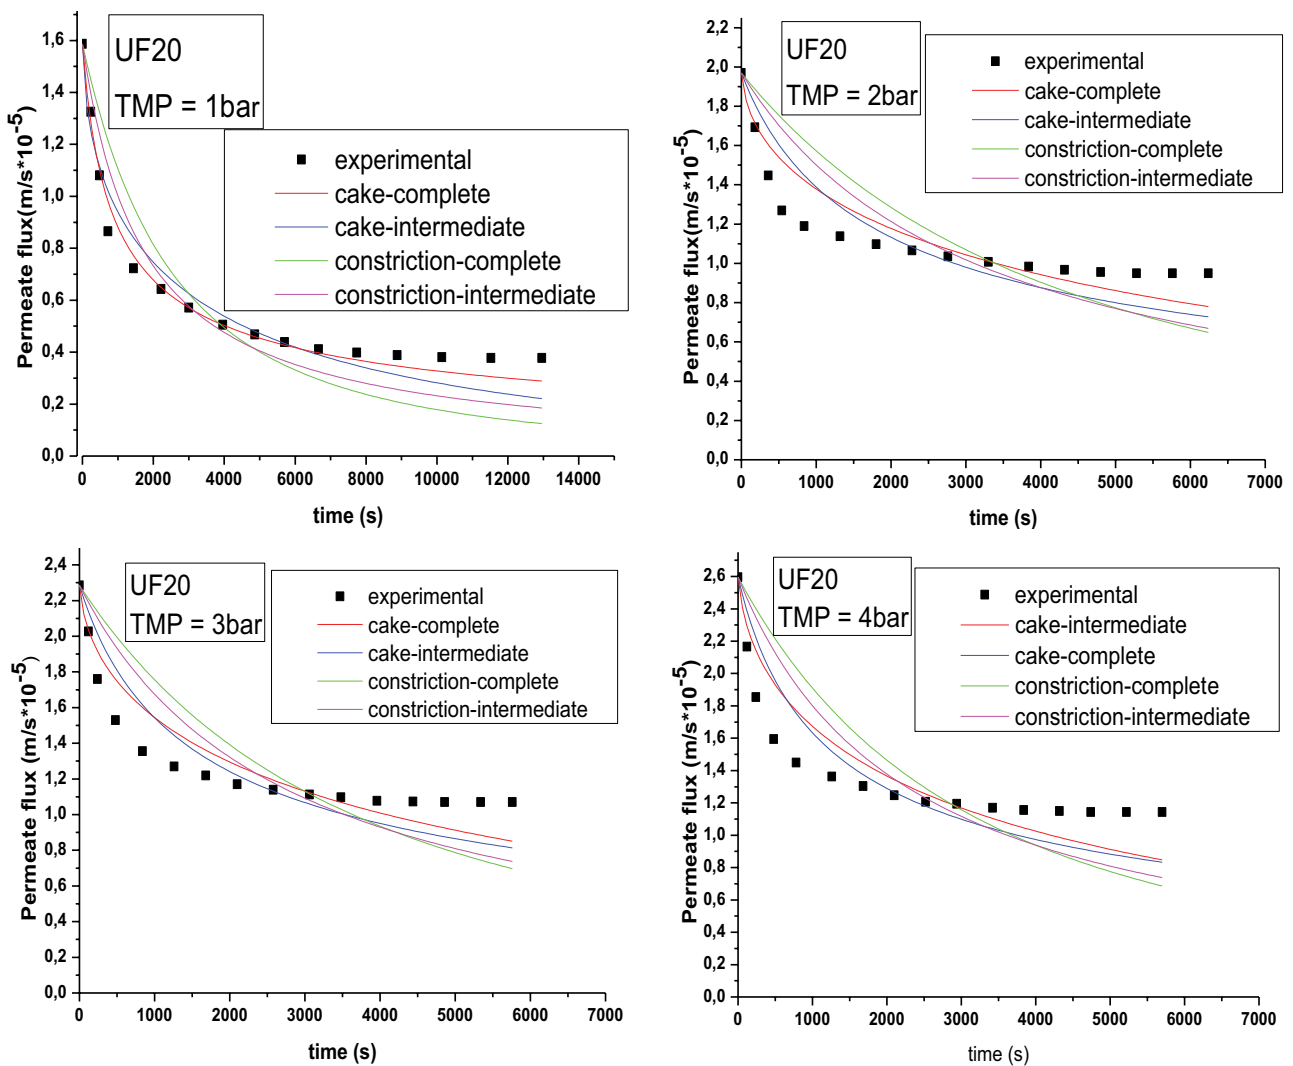 UF20
TMP = 1bar
experimental
cake-complete
cake-intermediate
constriction-complete
constriction-intermediate
Permeate flux(m/s*10-5)
1,6
1,4
1,2
1,0
0,8
0,6
0,4
0,2
0,0
0 2000 4000 6000 8000 10000 12000 14000
time (s)
UF20
TMP = 2bar
experimental
cake-complete
cake-intermediate
constriction-complete
constriction-intermediate
Permeate flux(m/s*10-5)
2,2
2,0
1,8
1,6
1,4
1,2
1,0
0,8
0,6
0,4
0,2
0,0
0 1000 2000 3000 4000 5000 6000 7000
time (s)
UF20
TMP = 3bar
experimental
cake-complete
cake-intermediate
constriction-complete
constriction-intermediate
Permeate flux (m/s*10-5)
2,4
2,2
2,0
1,8
1,6
1,4
1,2
1,0
0,8
0,6
0,4
0,2
0,0
0 1000 2000 3000 4000 5000 6000 7000
time (s)
UF20
TMP = 4bar
experimental
cake-intermediate
cake-complete
constriction-complete
constriction-intermediate
Permeate flux (m/s*10-5)
2,6
2,4
2,2
2,0
1,8
1,6
1,4
1,2
1,0
0,8
0,6
0,4
0,2
0,0
0 1000 2000 3000 4000 5000 6000 7000
time (s)